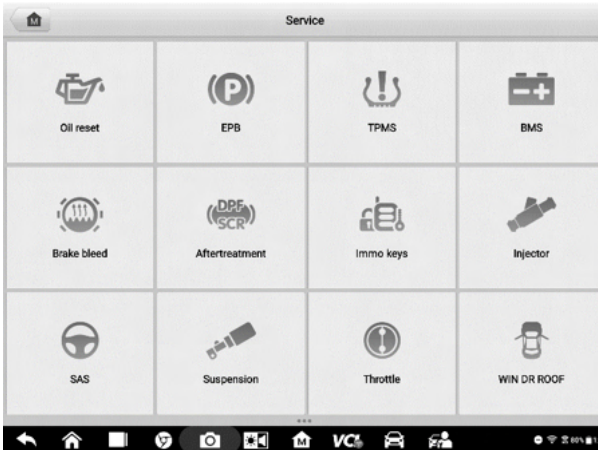 M
Service
Oil reset
(P)
EPB
TPMS
BMS
Brake bleed
DPF
SCR
Aftertreatment
Immo keys
Injector
SAS
Suspension
Throttle
WIN DR ROOF
M
VCI
80%